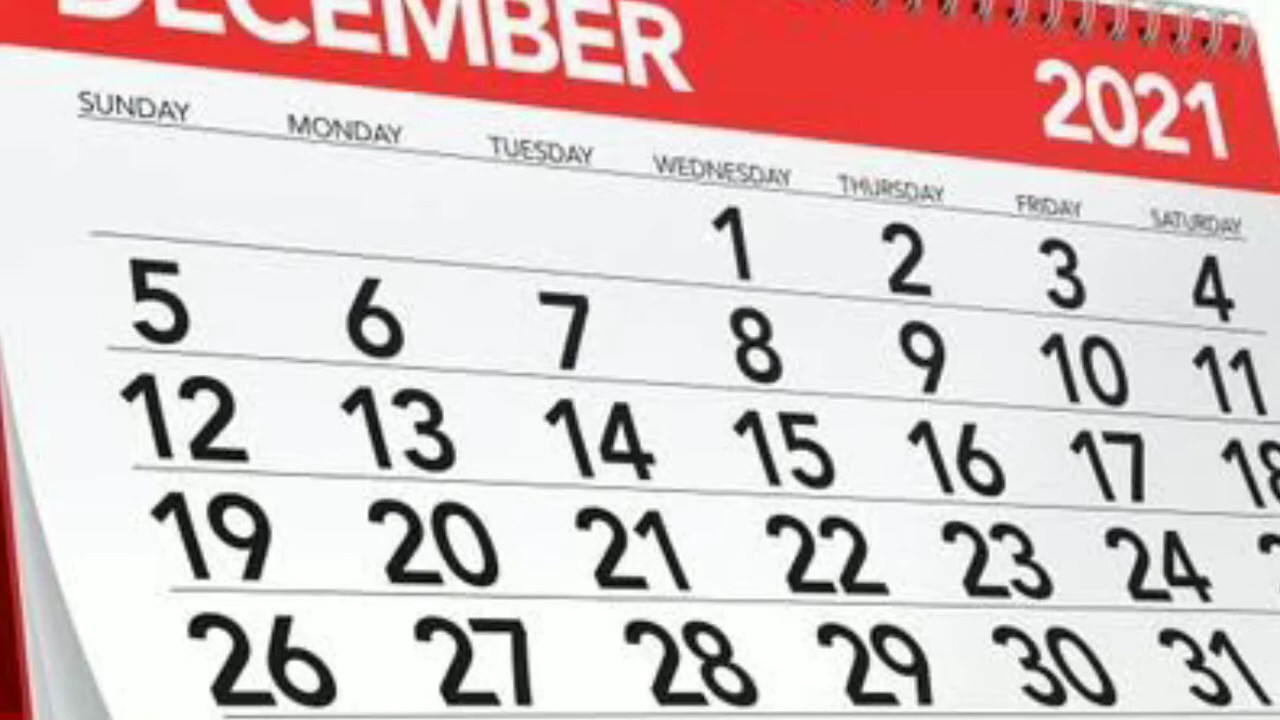 DECEMBER 2021
SUNDAY MONDAY TUESDAY WEDNESDAY THURSDAY FRIDAY SATURDAY
1 2 3 4
5 6 7 8 9 10 11
12 13 14 15 16 17 18
19 20 21 22 23 24
26 27 28 29 30 31